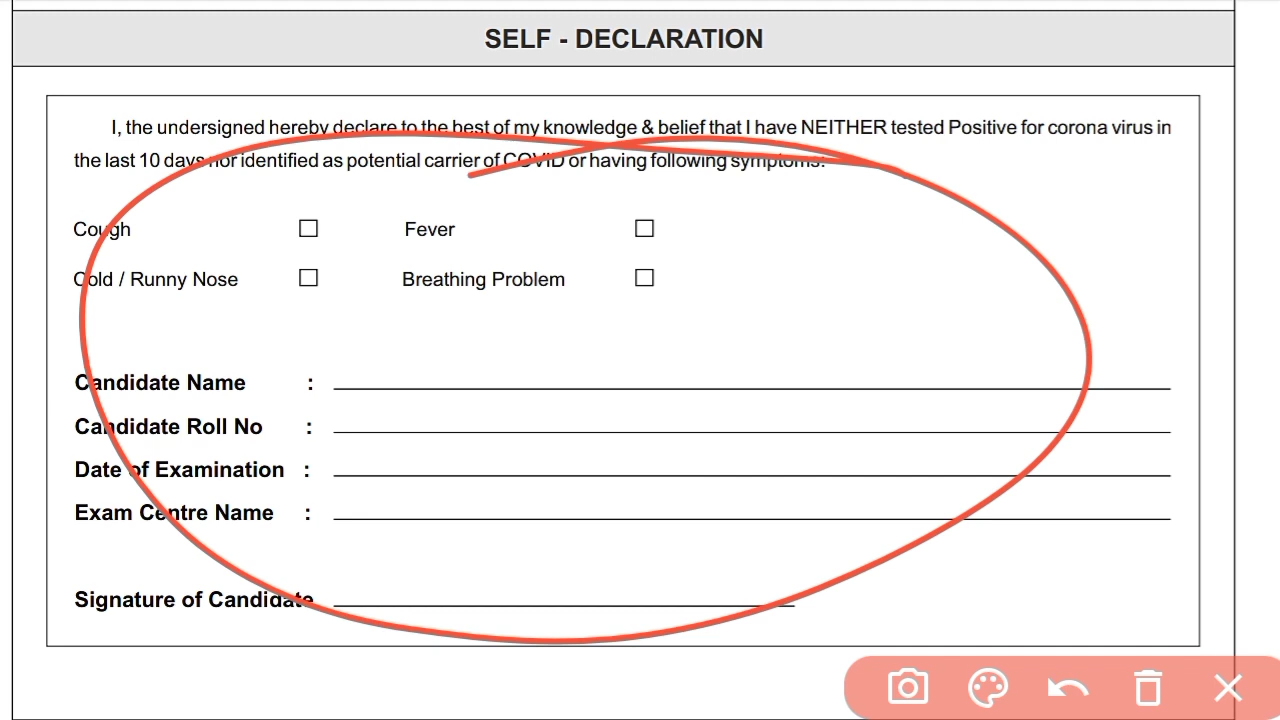 SELF - DECLARATION
I, the undersigned hereby declare to the best of my knowledge & belief that I have NEITHER tested Positive for corona virus in
the last 10 days nor identified as potential carrier of COVID or having following symptoms:
Cough ☐ Fever ☐
Cold / Runny Nose ☐ Breathing Problem ☐
Candidate Name :
Candidate Roll No :
Date of Examination :
Exam Centre Name :
Signature of Candidate